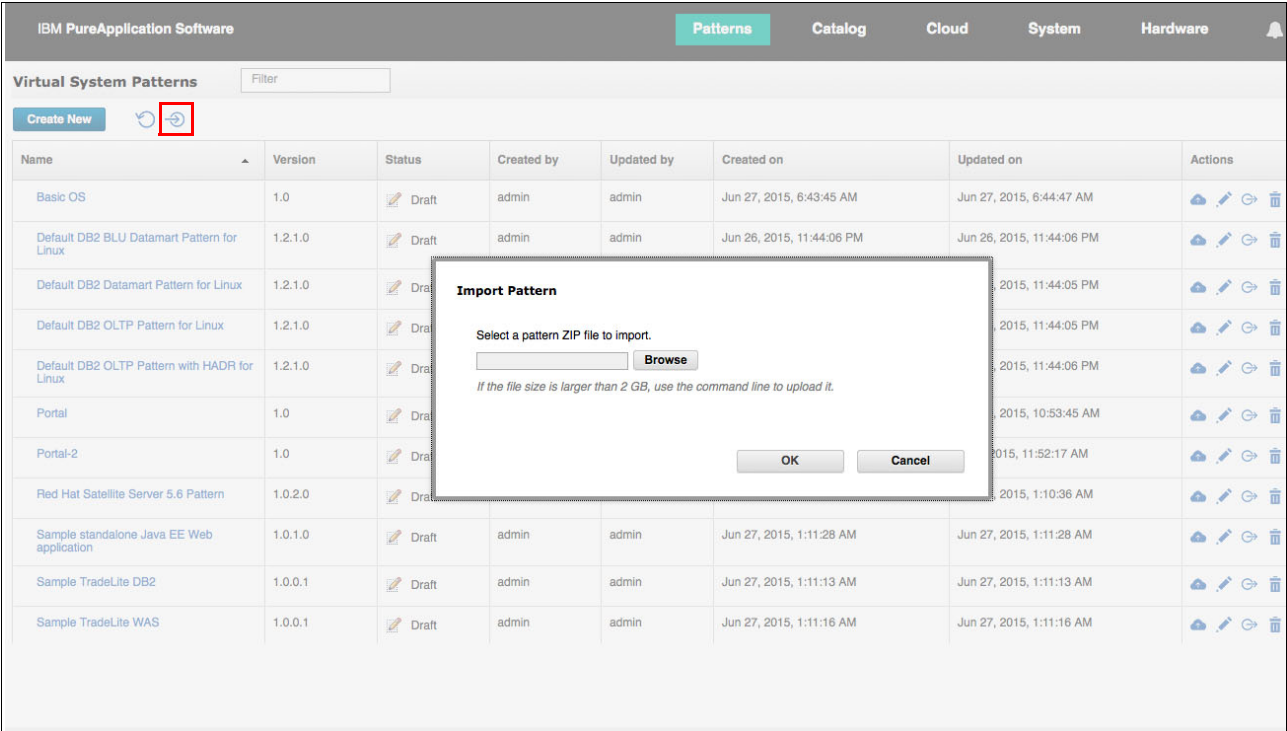 IBM PureApplication Software Patterns Catalog Cloud System Hardware
Virtual System Patterns Filter
Create New
Name Version Status Created by Updated by Created on Updated on Actions
Basic OS 1.0 Draft admin admin Jun 27, 2015, 6:43:45 AM Jun 27, 2015, 6:44:47 AM
Default DB2 BLU Datamart Pattern for 1.2.1.0 Draft admin admin Jun 26, 2015, 11:44:06 PM Jun 26, 2015, 11:44:06 PM
Linux
Default DB2 Datamart Pattern for Linux 1.2.1.0 Dra , 2015, 11:44:05 PM
Default DB2 OLTP Pattern for Linux 1.2.1.0 Dra , 2015, 11:44:05 PM
Default DB2 OLTP Pattern with HADR for 1.2.1.0 Dra , 2015, 11:44:06 PM
Linux
Portal 1.0 Dra , 2015, 10:53:45 AM
Portal-2 1.0 Dra 2015, 11:52:17 AM
Red Hat Satellite Server 5.6 Pattern 1.0.2.0 Dra , 2015, 1:10:36 AM
Import Pattern
Select a pattern ZIP file to import.
Browse
If the file size is larger than 2 GB, use the command line to upload it.
OK Cancel
Sample standalone Java EE Web 1.0.1.0 Draft admin admin Jun 27, 2015, 1:11:28 AM Jun 27, 2015, 1:11:28 AM
application
Sample TradeLite DB2 1.0.0.1 Draft admin admin Jun 27, 2015, 1:11:13 AM Jun 27, 2015, 1:11:13 AM
Sample TradeLite WAS 1.0.0.1 Draft admin admin Jun 27, 2015, 1:11:16 AM Jun 27, 2015, 1:11:16 AM